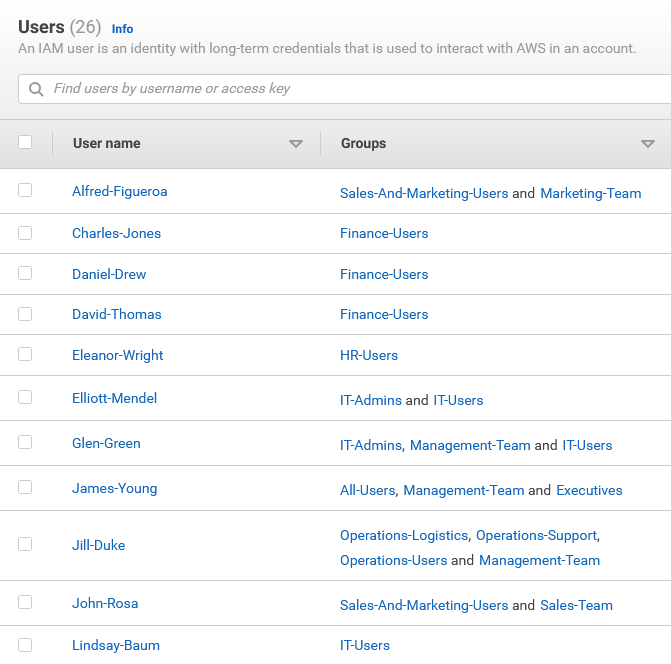 Users (26) Info
An IAM user is an identity with long-term credentials that is used to interact with AWS in an account.
Find users by username or access key
User name Groups
Alfred-Figueroa Sales-And-Marketing-Users and Marketing-Team
Charles-Jones Finance-Users
Daniel-Drew Finance-Users
David-Thomas Finance-Users
Eleanor-Wright HR-Users
Elliott-Mendel IT-Admins and IT-Users
Glen-Green IT-Admins, Management-Team and IT-Users
James-Young All-Users, Management-Team and Executives
Jill-Duke Operations-Logistics, Operations-Support,
Operations-Users and Management-Team
John-Rosa Sales-And-Marketing-Users and Sales-Team
Lindsay-Baum IT-Users